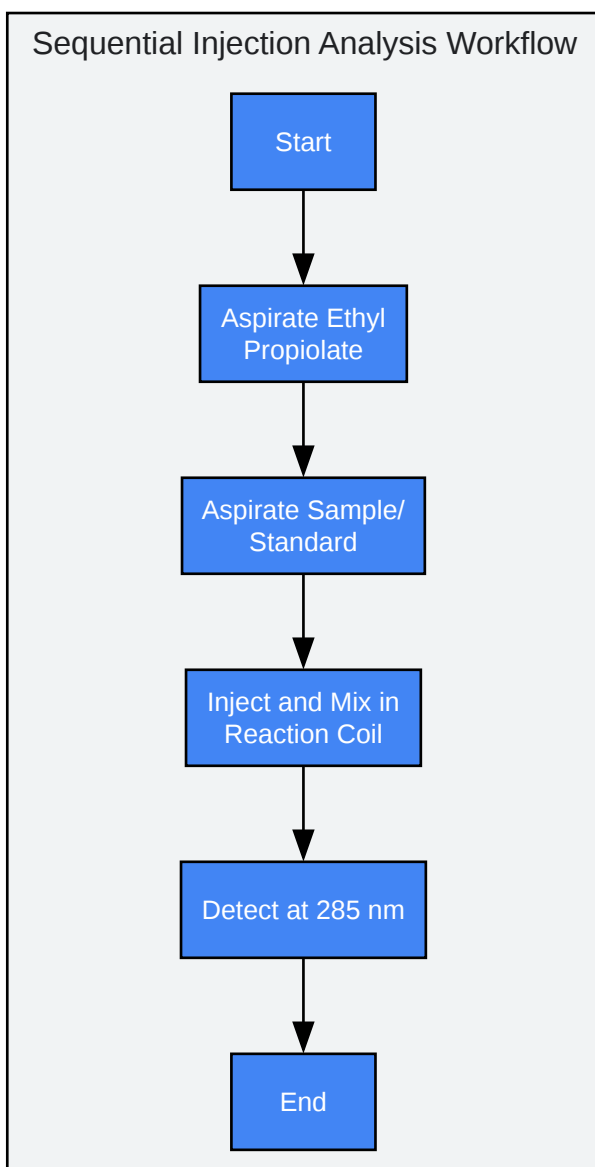 Sequential Injection Analysis Workflow
Start
Aspirate Ethyl
Propiolate
Aspirate Sample/
Standard
Inject and Mix in
Reaction Coil
Detect at 285 nm
End